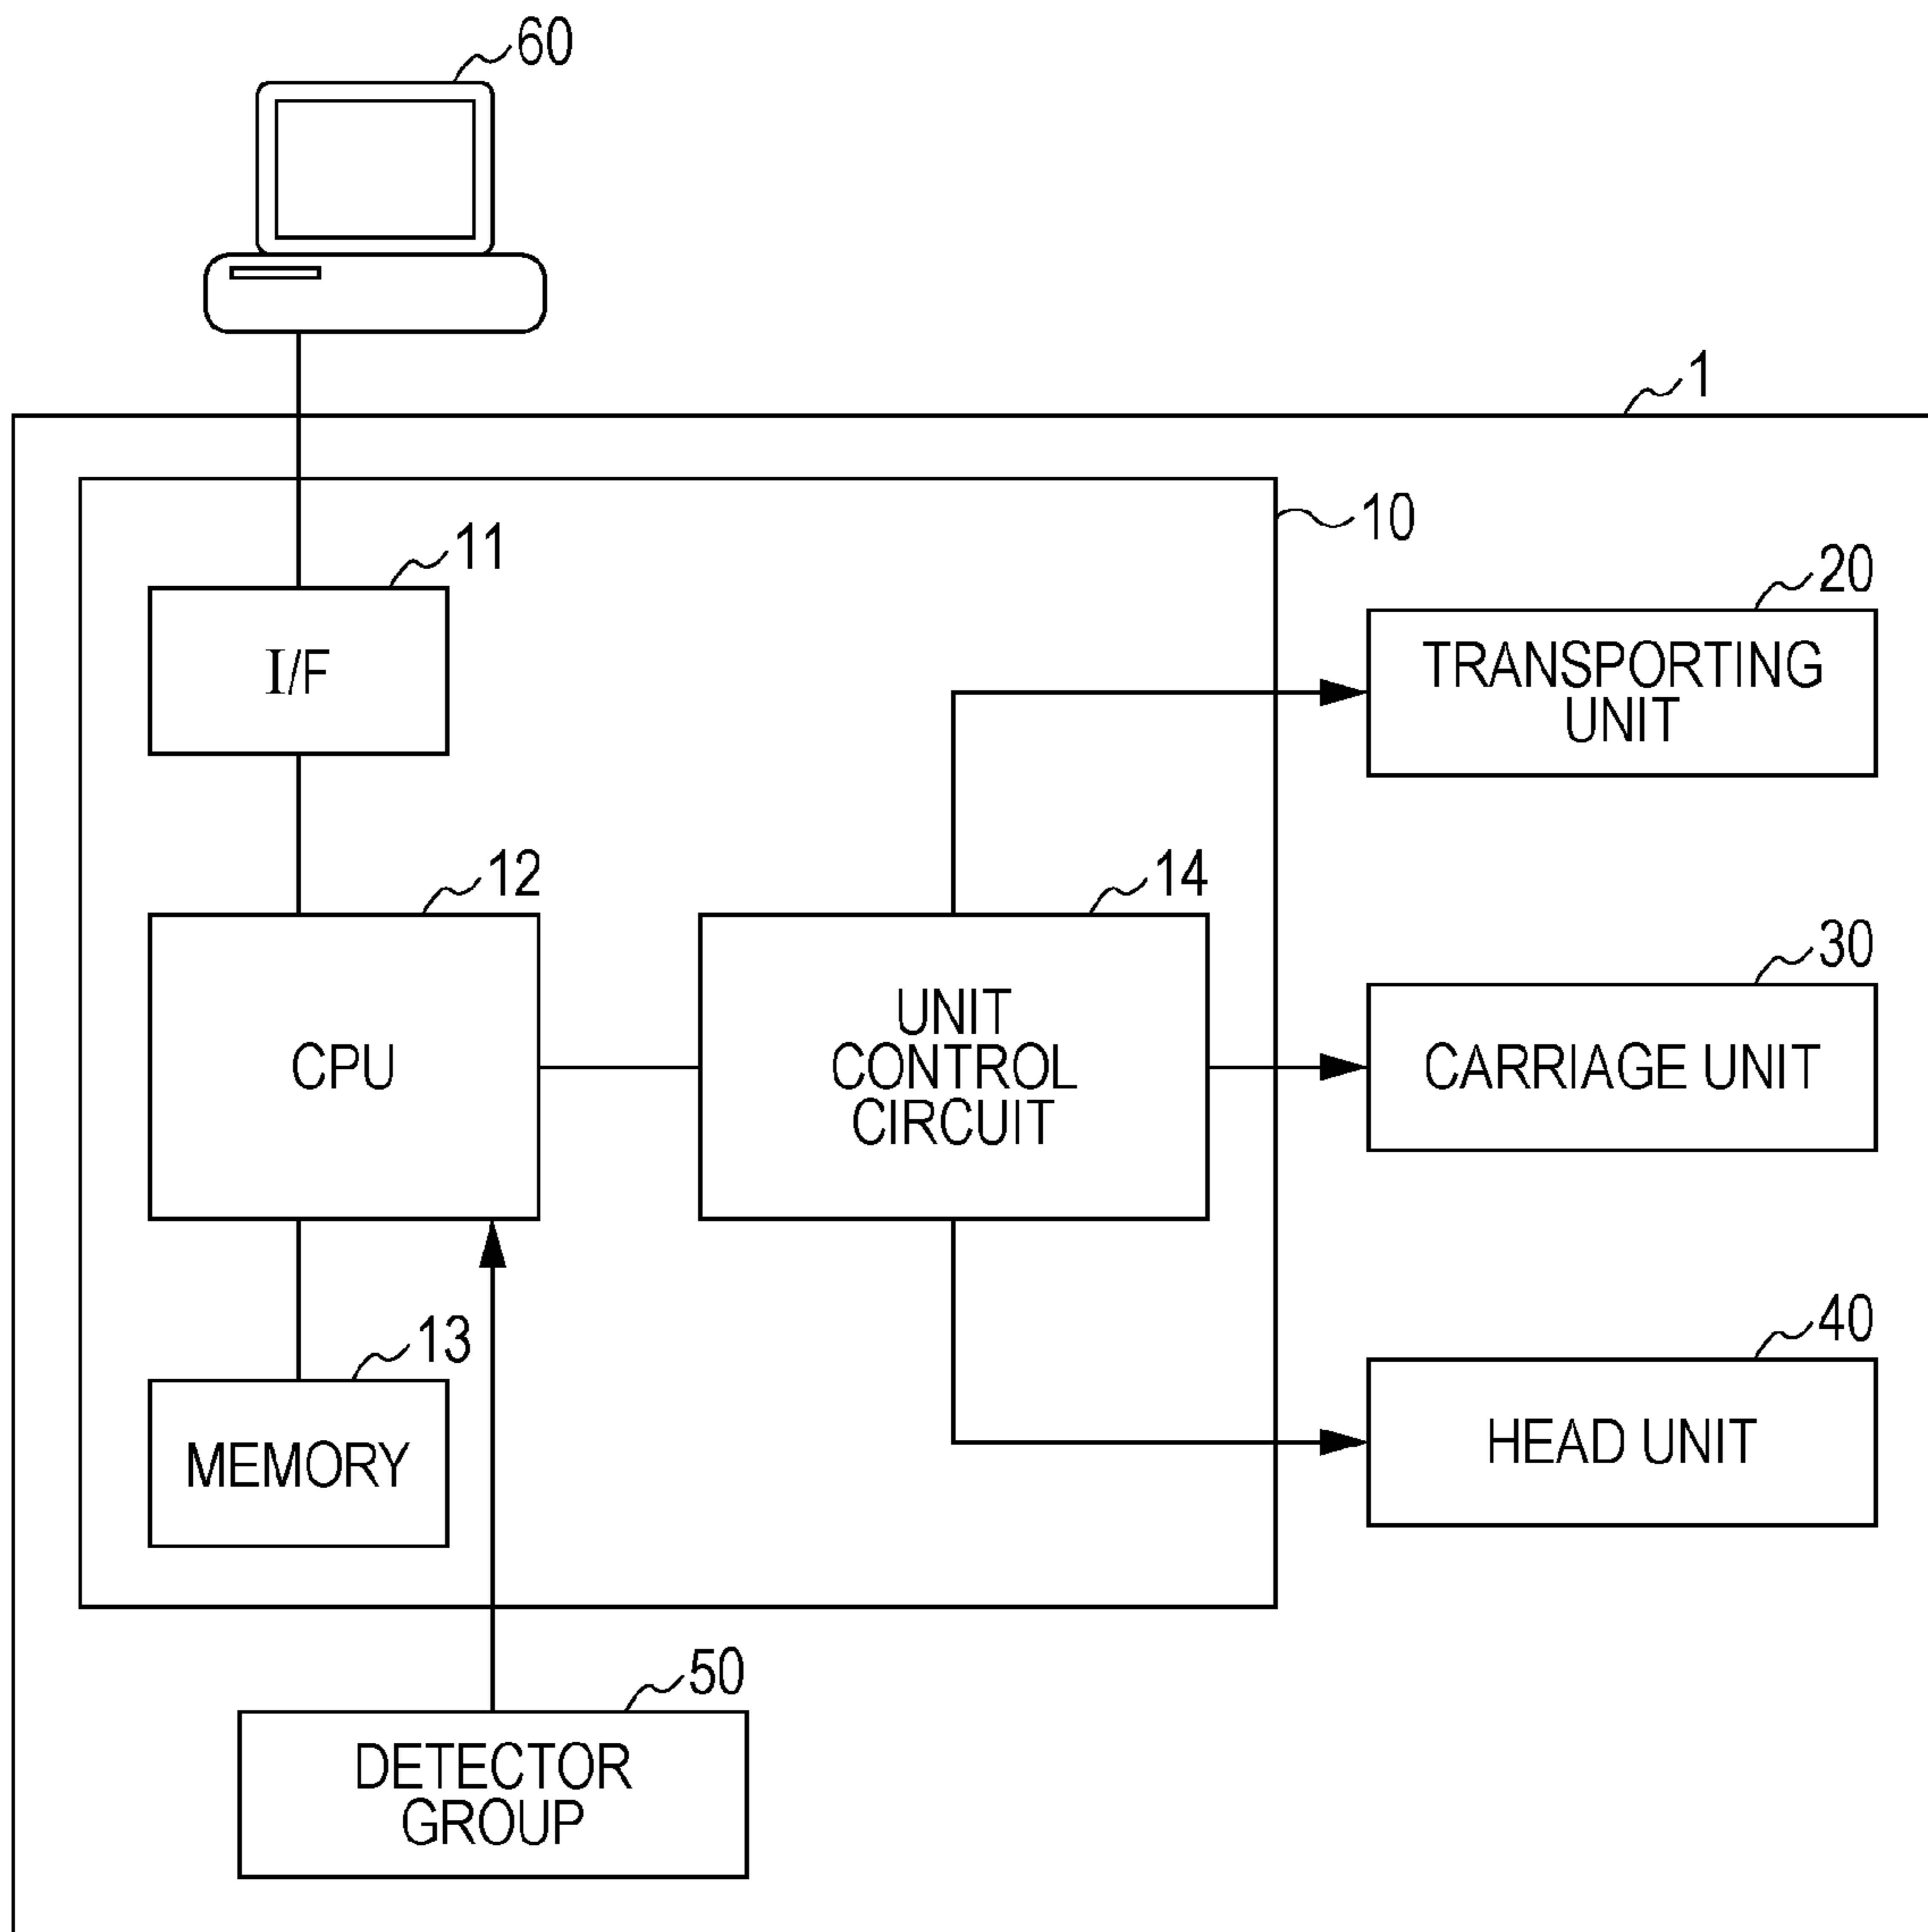 60
1
10
11
I/F
20
TRANSPORTING
UNIT
12
CPU
14
UNIT
CONTROL
CIRCUIT
30
CARRIAGE UNIT
13
MEMORY
40
HEAD UNIT
50
DETECTOR
GROUP